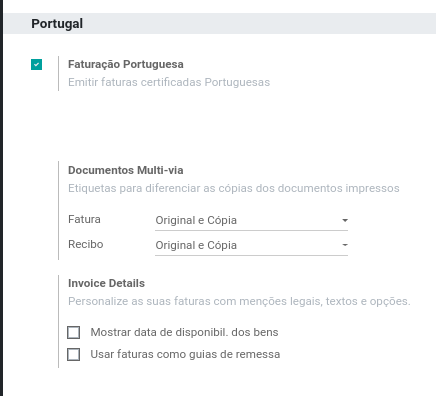 Portugal
Faturação Portuguesa
Emitir faturas certificadas Portuguesas
Documentos Multi-via
Etiquetas para diferenciar as cópias dos documentos impressos
Fatura Original e Cópia
Recibo Original e Cópia
Invoice Details
Personalize as suas faturas com menções legais, textos e opções.
Mostrar data de disponibil. dos bens
Usar faturas como guias de remessa